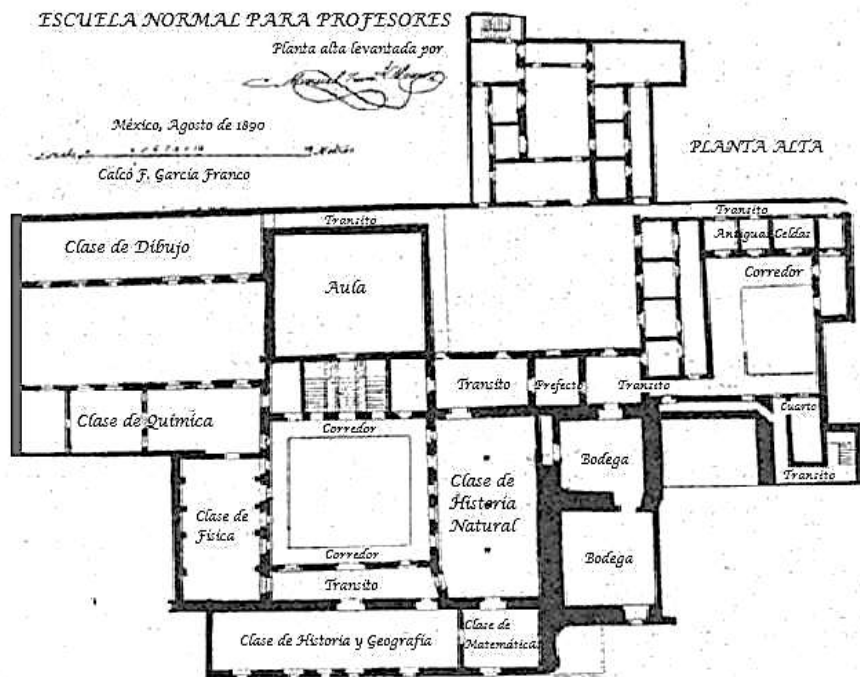 ESCUELA NORMAL PARA PROFESORES
Planta alta levantada por
México, Agosto de 1890
Calcó F. García Franco
PLANTA ALTA
Transito
Transito
Clase de Dibujo
Antiguas Celdas
Corredor
Aula
Transito
Prefecto
Transito
Cuarto
Clase de Química
Corredor
Bodega
Clase de
Historia
Natural
Transito
Clase de
Física
Corredor
Bodega
Transito
Clase de Historia y Geografía
Clase de
Matemáticas